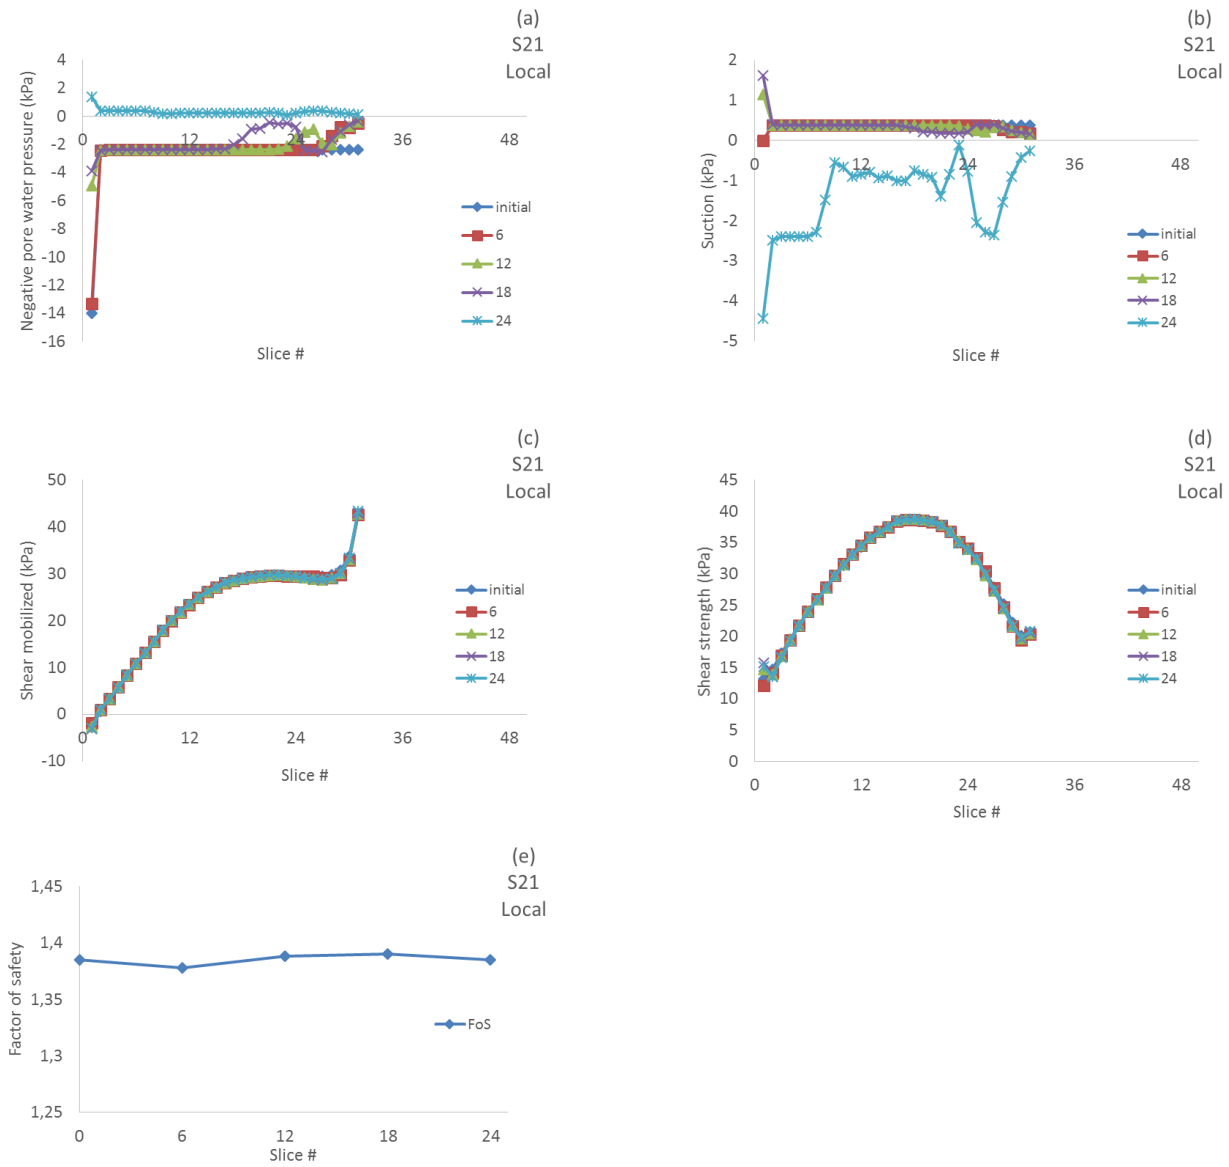 (a)
S21
Local
Negative pore water pressure (kPa)
4
2
0
-2
-4
-6
-8
-10
-12
-14
-16
0
12
24
36
48
Slice #
initial
6
12
18
24
(b)
S21
Local
Suction (kPa)
2
1
0
-1
-2
-3
-4
-5
0
12
24
36
48
Slice #
initial
6
12
18
24
(c)
S21
Local
Shear mobilized (kPa)
50
40
30
20
10
0
-10
0
12
24
36
48
Slice #
initial
6
12
18
24
(d)
S21
Local
Shear strength (kPa)
45
40
35
30
25
20
15
10
5
0
0
12
24
36
48
Slice #
initial
6
12
18
24
(e)
S21
Local
Factor of safety
1,45
1,4
1,35
1,3
1,25
0
6
12
18
24
Slice #
FoS